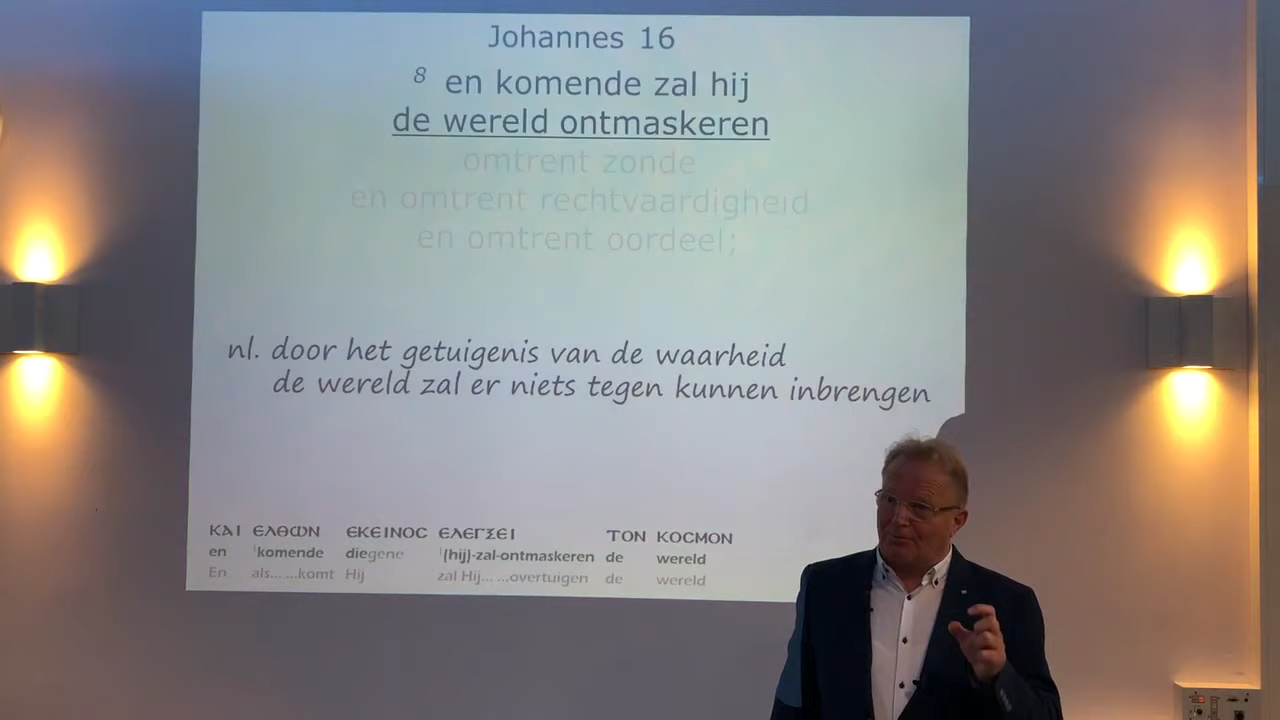 Johannes 16
8 en komende zal hij
de wereld ontmaskeren
omtrent zonde
en omtrent rechtvaardigheid
en omtrent oordeel;
nl. door het getuigenis van de waarheid
de wereld zal er niets tegen kunnen inbrengen
ΚΑΙ ΕΛΘΩΝ ΕΚΕΙΝΟϹ ΕΛΕΓΞΕΙ ΤΟΝ ΚΟϹΜΟΝ
en komende diegene (hij)-zal-ontmaskeren de wereld
En als... ...komt Hij zal Hij... ...overtuigen de wereld